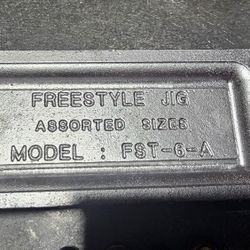 FREESTYLE JIG
ASSORTED SIZES
MODEL : FST-6-A